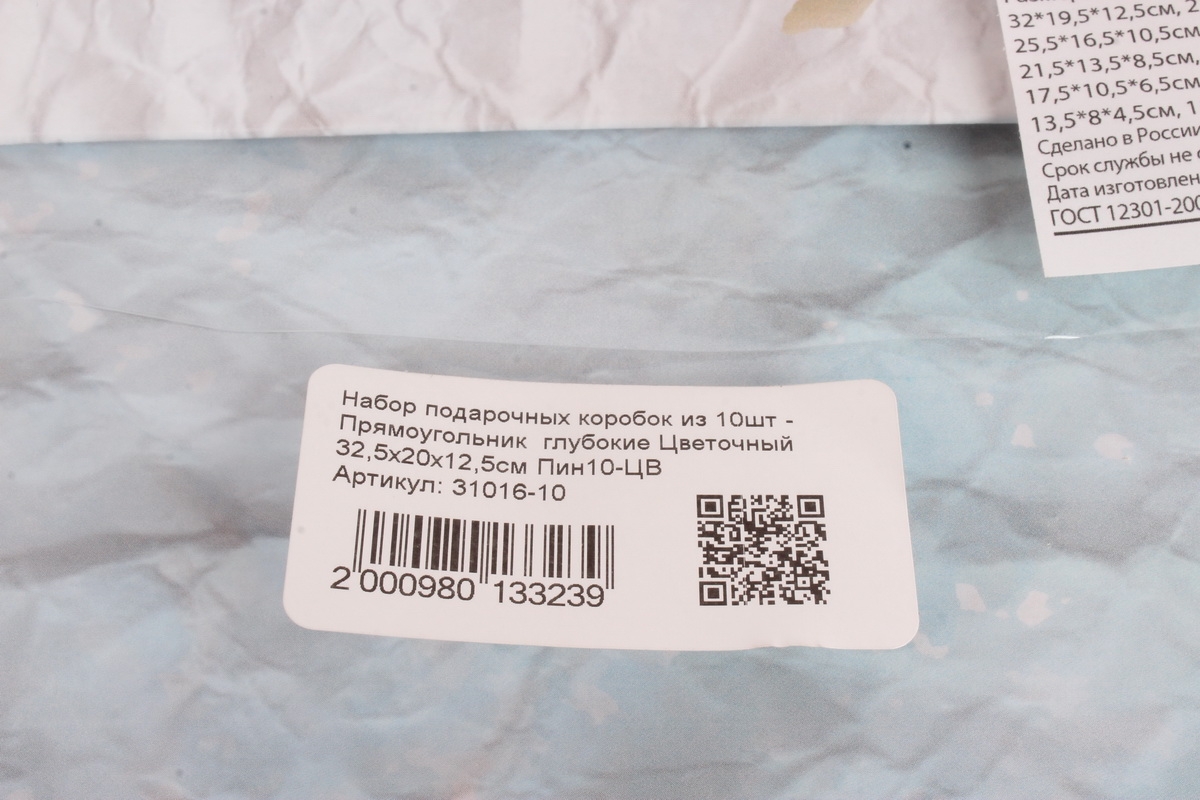 32*19,5*12,5см, 2
25,5*16,5*10,5см
21,5*13,5*8,5см,
17,5*10,5*6,5см
13,5*8*4,5см, 1
Сделано в России
Срок службы не
Дата
ГОСТ 12301-200
Набор подарочных коробок из 10шт -
Прямоугольник глубокие Цветочный
32,5х20х12,5см Пин10-ЦВ
Артикул: 31016-10
2 000980 133239